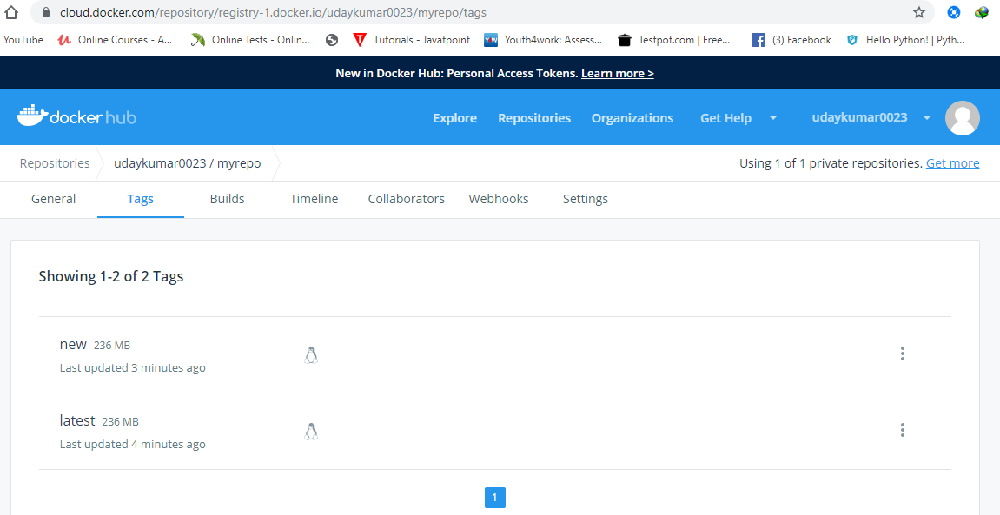 cloud.docker.com/repository/registry-1.docker.io/udaykumar0023/myrepo/tags
YouTube Online Courses - A... Online Tests - Onlin... Tutorials - Javatpoint Youth4work: Assess... Testpot.com | Free... (3) Facebook Hello Python! | Pyth...
New in Docker Hub: Personal Access Tokens. Learn more >
docker hub Explore Repositories Organizations Get Help udaykumar0023
Repositories udaykumar0023 / myrepo Using 1 of 1 private repositories. Get more
General Tags Builds Timeline Collaborators Webhooks Settings
Showing 1-2 of 2 Tags
new 236 MB
Last updated 3 minutes ago
latest 236 MB
Last updated 4 minutes ago
1